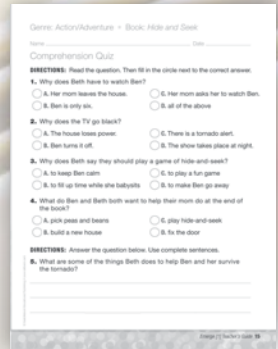 Genre: Action/Adventure • Book: Hide and Seek
Name Date
Comprehension Quiz
DIRECTIONS: Read the question. Then fill in the circle next to the correct answer.
1. Why does Beth have to watch Ben?
A. Her mom leaves the house. C. Her mom asks her to watch Ben.
B. Ben is only six. D. all of the above
2. Why does the TV go black?
A. The house loses power. C. There is a tornado alert.
B. Ben turns it off. D. The show takes place at night.
3. Why does Beth say they should play a game of hide-and-seek?
A. to keep Ben calm C. to play a fun game
B. to fill up time while she babysits D. to make Ben go away
4. What do Ben and Beth both want to help their mom do at the end of
the book?
A. pick peas and beans C. play hide-and-seek
B. build a new house D. fix the door
DIRECTIONS: Answer the question below. Use complete sentences.
5. What are some of the things Beth does to help Ben and her survive
the tornado?
Teacher's Guide